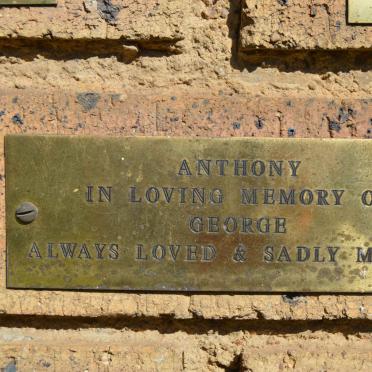 ANTHONY
IN LOVING MEMORY O
GEORGE
ALWAYS LOVED & SADLY M